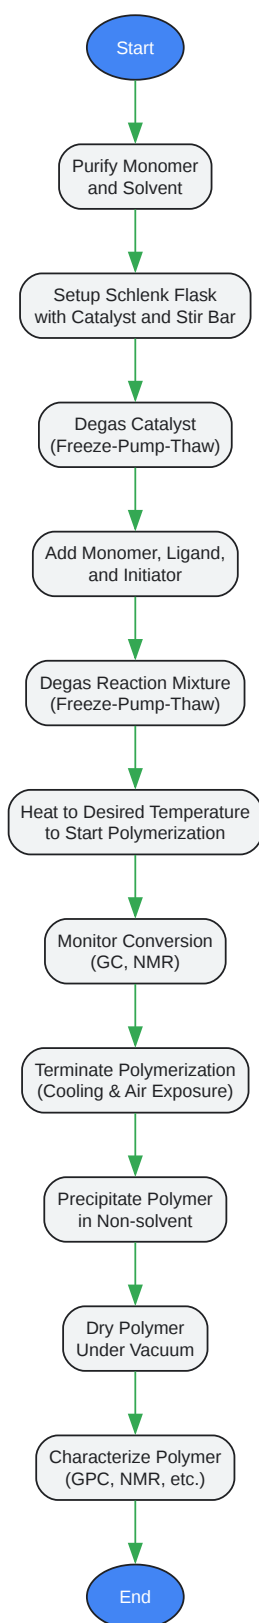 Start
Purify Monomer
and Solvent
Setup Schlenk Flask
with Catalyst and Stir Bar
Degas Catalyst
(Freeze-Pump-Thaw)
Add Monomer, Ligand,
and Initiator
Degas Reaction Mixture
(Freeze-Pump-Thaw)
Heat to Desired Temperature
to Start Polymerization
Monitor Conversion
(GC, NMR)
Terminate Polymerization
(Cooling & Air Exposure)
Precipitate Polymer
in Non-solvent
Dry Polymer
Under Vacuum
Characterize Polymer
(GPC, NMR, etc.)
End